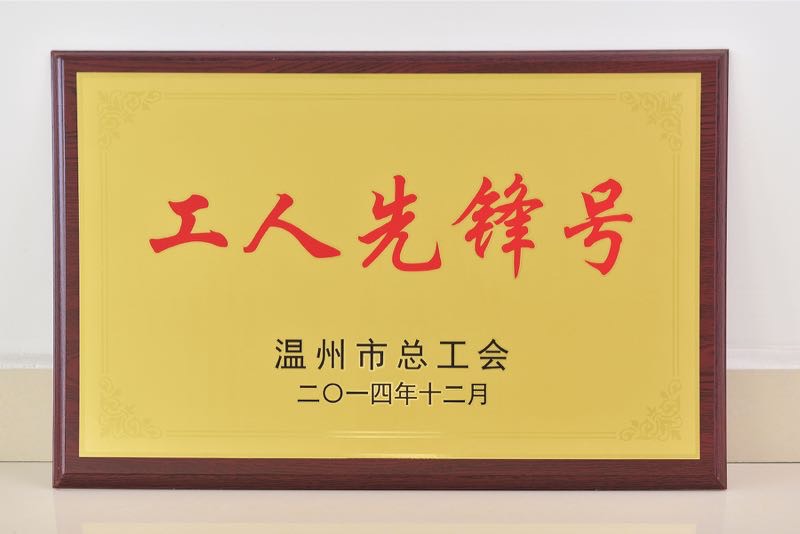 工人先锋号
温州市总工会
二〇一四年十二月